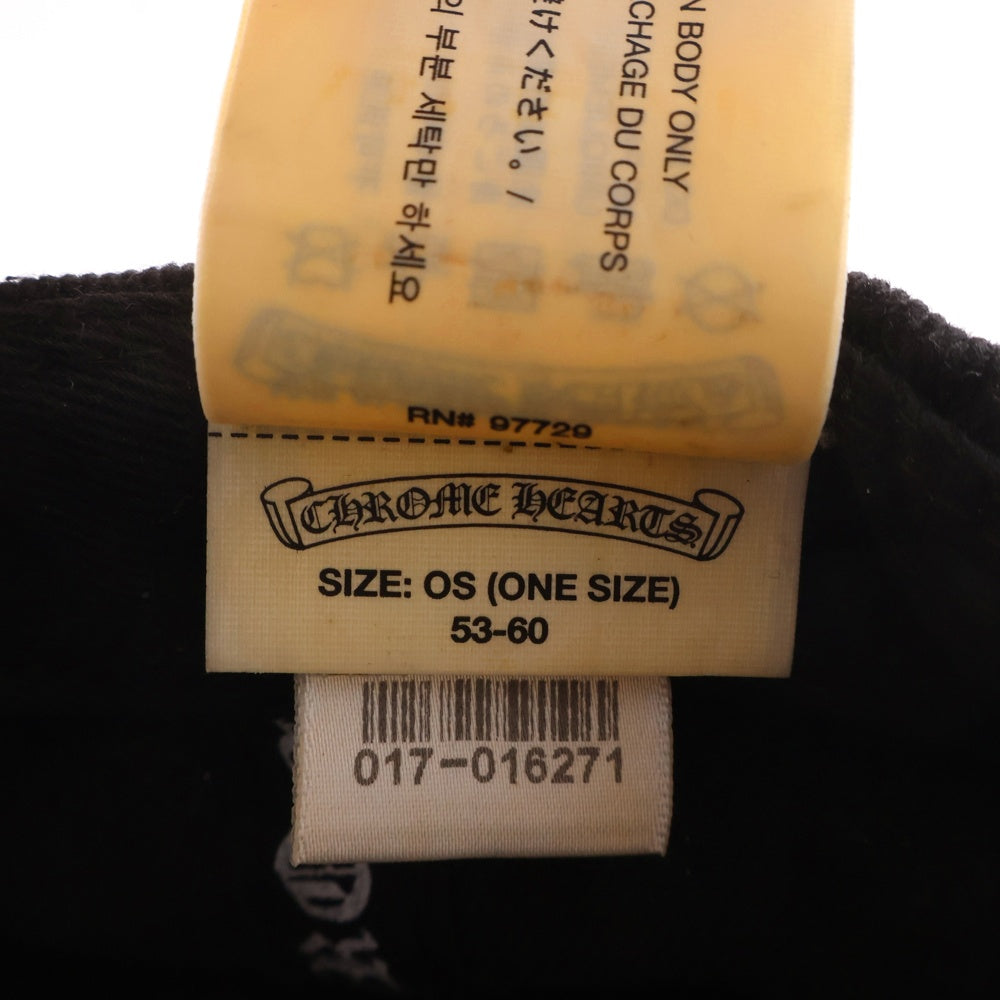 N BODY ONLY
CHAGE DU CORPS
けください。/
부분 세탁만 하세요
RN# 97729
CHROME HEARTS
SIZE: OS (ONE SIZE)
53-60
017-016271